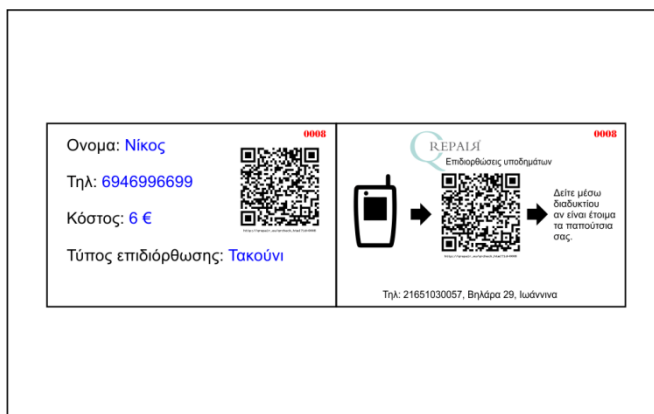 0008
Ονομα: Νίκος
Τηλ: 6946996699
Κόστος: 6 €
Τύπος επιδιόρθωσης: Τακούνι
0008
REPAIЯ
Επιδιορθώσεις υποδημάτων
Δείτε μέσω
διαδυκτίου
αν είναι έτοιμα
τα παπούτσια
σας.
Τηλ: 21651030057, Βηλάρα 29, Ιωάννινα